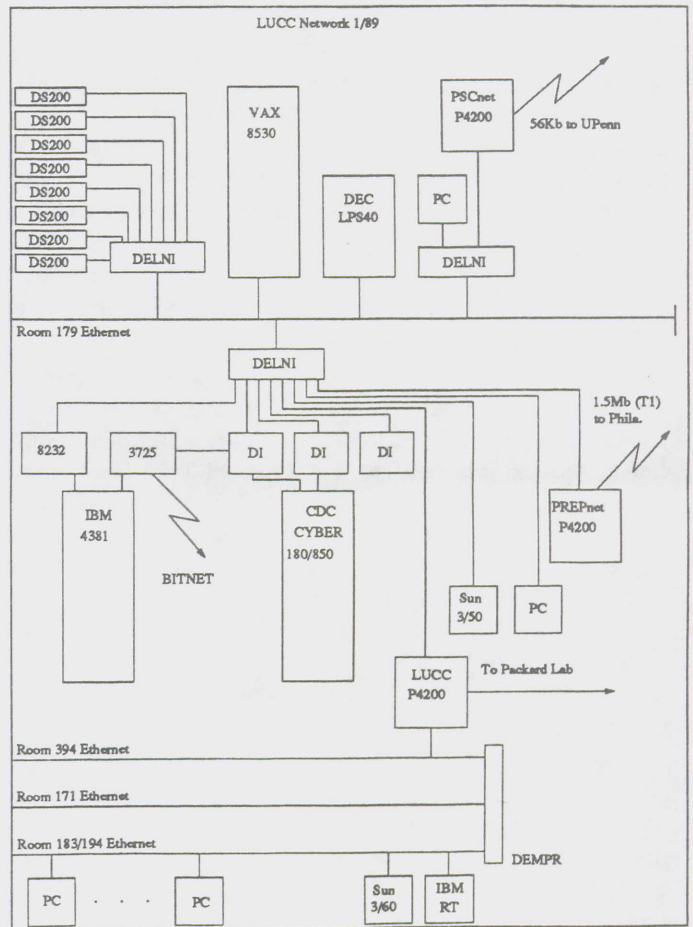 LUCC Network 1/89
DS200
DS200
DS200
DS200
DS200
DS200
DS200
DS200
DELNI
VAX
8530
DEC
LPS40
PC
PSCnet
P4200
56Kb to UPenn
DELNI
Room 179 Ethernet
DELNI
1.5Mb (T1)
to Phila.
8232
3725
DI
DI
DI
IBM
4381
BITNET
CDC
CYBER
180/850
PREPnet
P4200
Sun
3/50
PC
LUCC
P4200
To Packard Lab
Room 394 Ethernet
Room 171 Ethernet
Room 183/194 Ethernet
DEMPR
PC
. . .
PC
Sun
3/60
IBM
RT